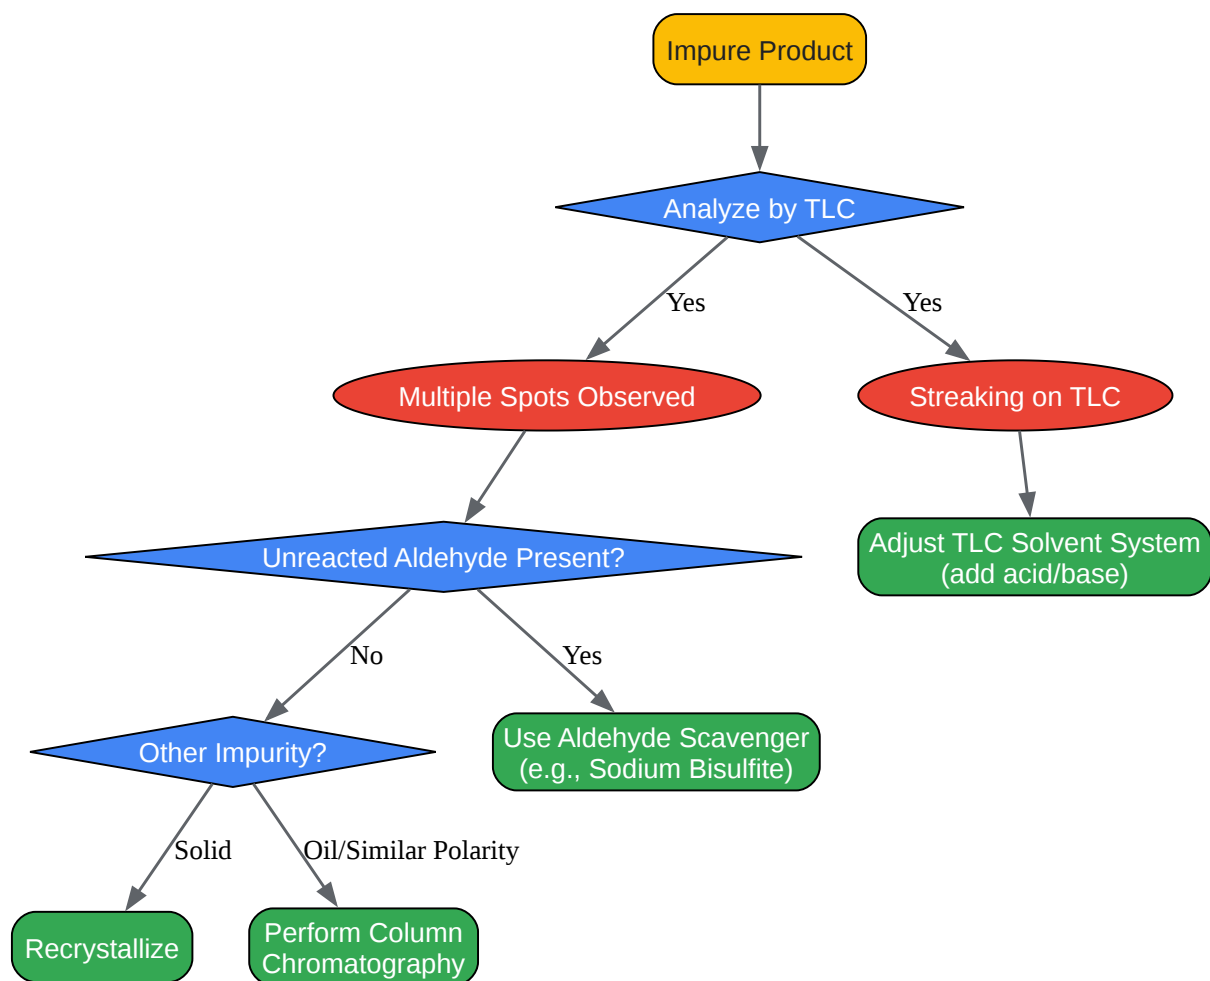 Impure Product
Analyze by TLC
Yes
Yes
Multiple Spots Observed
Streaking on TLC
Adjust TLC Solvent System
(add acid/base)
Unreacted Aldehyde Present?
No
Yes
Use Aldehyde Scavenger
(e.g., Sodium Bisulfite)
Other Impurity?
Solid
Oil/Similar Polarity
Recrystallize
Perform Column
Chromatography